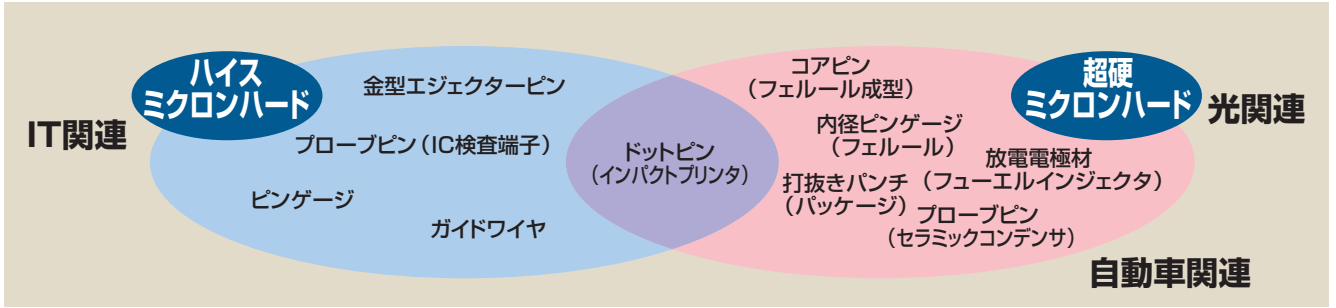 ハイス
ミクロンハード
IT関連
金型エジェクターピン
プローブピン（IC検査端子）
ピンゲージ
ガイドワイヤ
ドットピン
（インパクトプリンタ）
コアピン
（フェルール成型）
内径ピンゲージ
（フェルール）
打抜きパンチ
（パッケージ）
放電電極材
（フューエルインジェクタ）
プローブピン
（セラミックコンデンサ）
超硬
ミクロンハード
光関連
自動車関連